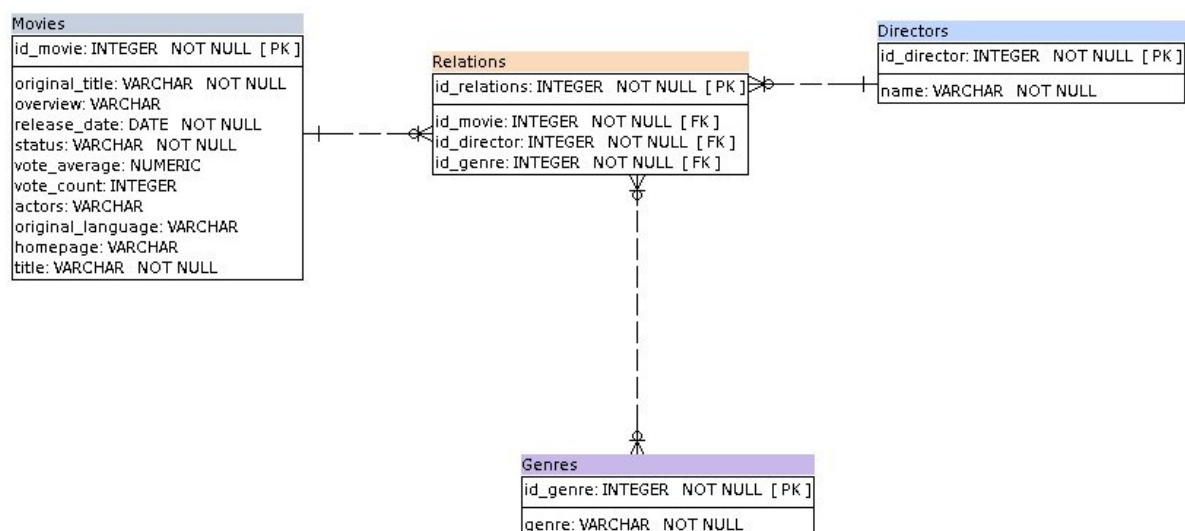 Movies
id_movie: INTEGER NOT NULL [ PK ]
original_title: VARCHAR NOT NULL
overview: VARCHAR
release_date: DATE NOT NULL
status: VARCHAR NOT NULL
vote_average: NUMERIC
vote_count: INTEGER
actors: VARCHAR
original_language: VARCHAR
homepage: VARCHAR
title: VARCHAR NOT NULL
Relations
id_relations: INTEGER NOT NULL [ PK ]
id_movie: INTEGER NOT NULL [ FK ]
id_director: INTEGER NOT NULL [ FK ]
id_genre: INTEGER NOT NULL [ FK ]
Directors
id_director: INTEGER NOT NULL [ PK ]
name: VARCHAR NOT NULL
Genres
id_genre: INTEGER NOT NULL [ PK ]
genre: VARCHAR NOT NULL